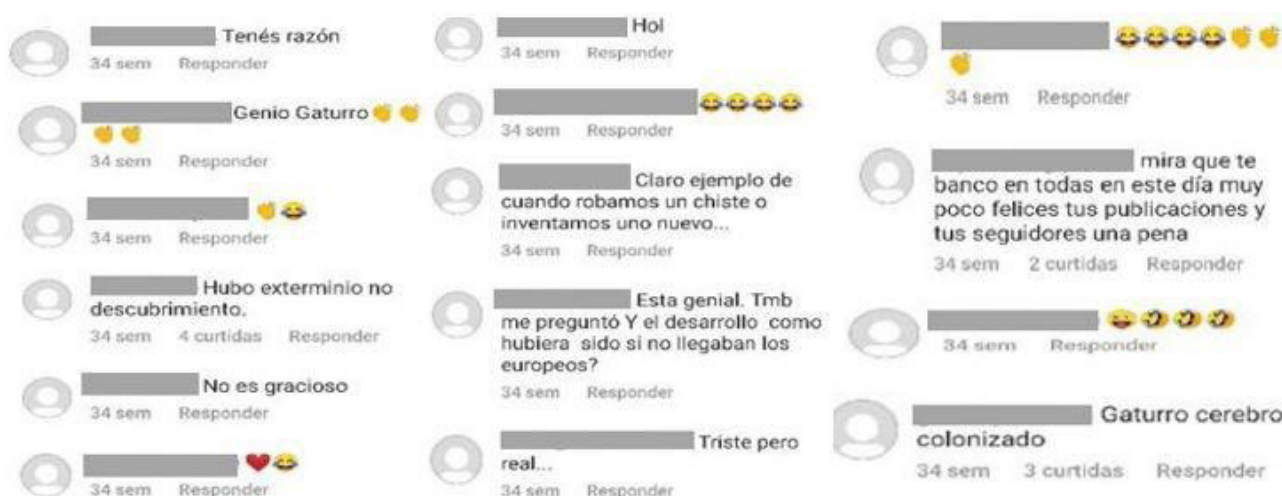 Tenés razón
34 sem Responder
Genio Gaturro👏👏
👏👏
34 sem Responder
👏😂
34 sem Responder
Hubo exterminio no
descubrimiento.
34 sem 4 curtidas Responder
No es gracioso
34 sem Responder
❤️😂
34 sem Responder
Hol
34 sem Responder
😂😂😂😂
34 sem Responder
Claro ejemplo de
cuando robamos un chiste o
inventamos uno nuevo...
34 sem Responder
Esta genial. Tmb
me preguntó Y el desarrollo como
hubiera sido si no llegaban los
europeos?
34 sem Responder
Triste pero
real...
34 sem Responder
😂😂😂😂👏👏
👏
34 sem Responder
mira que te
banco en todas en este día muy
poco felices tus publicaciones y
tus seguidores una pena
34 sem 2 curtidas Responder
😜🤣🤣🤣
34 sem Responder
Gaturro cerebro
colonizado
34 sem 3 curtidas Responder